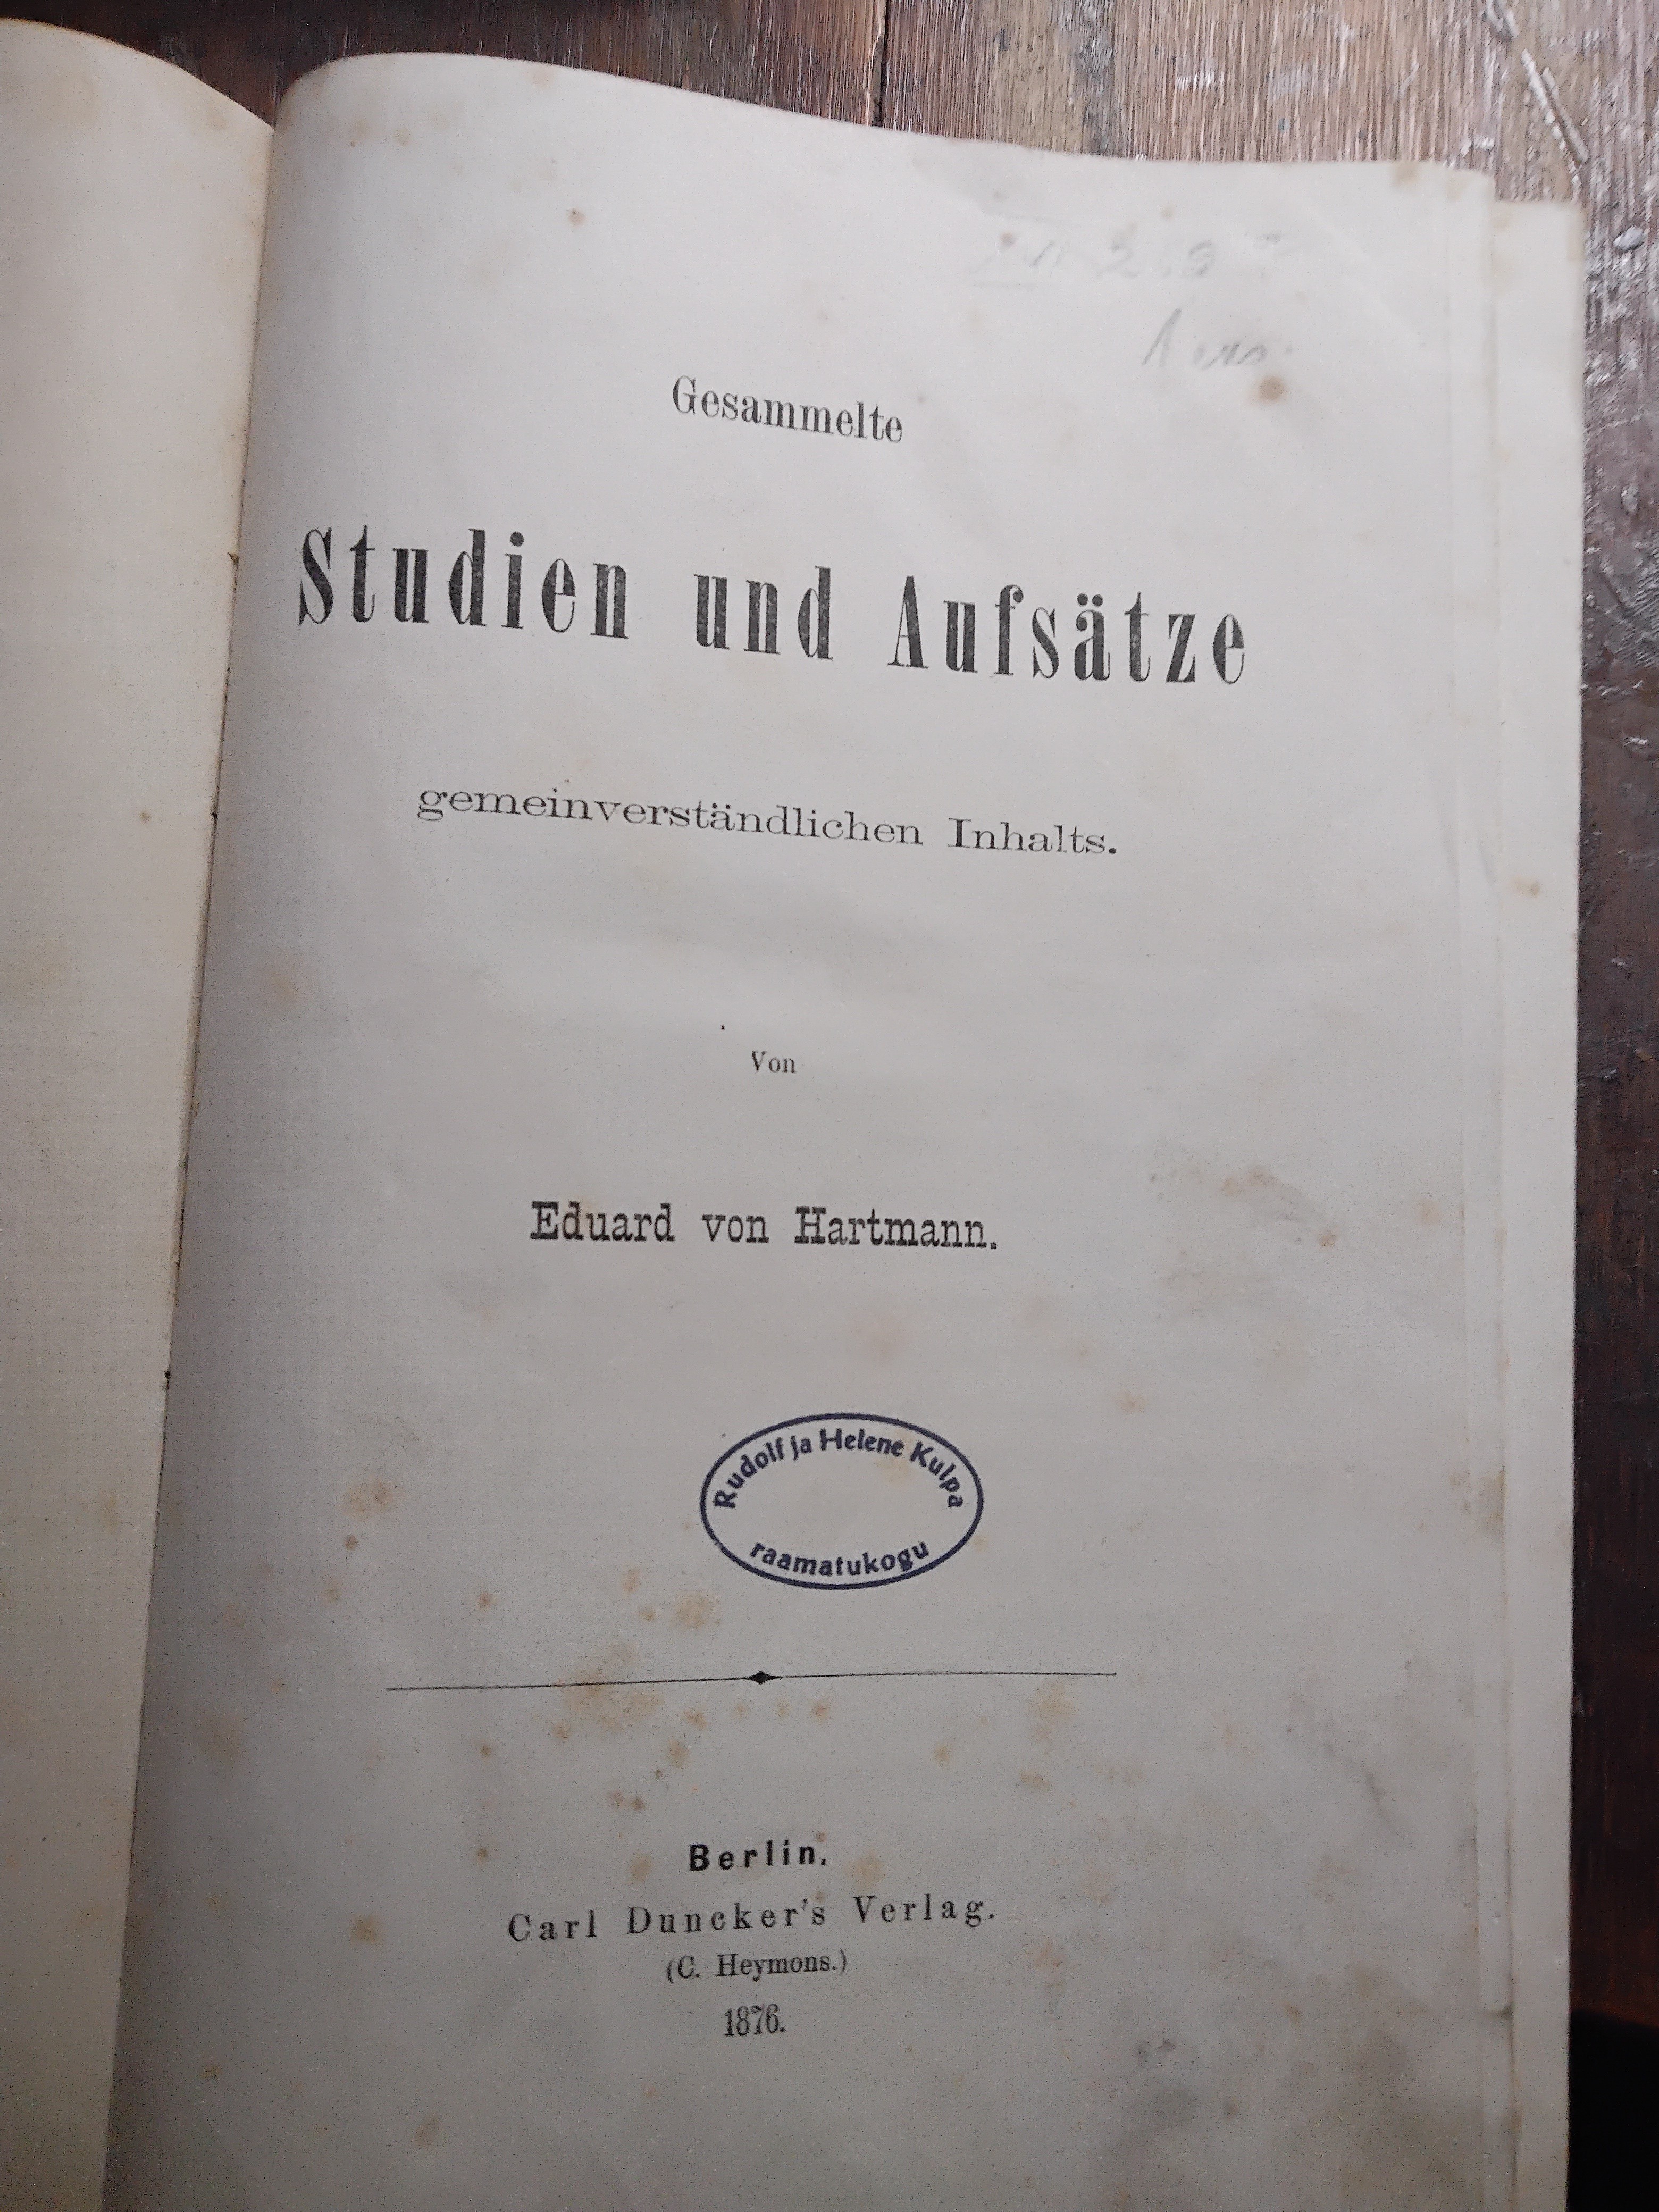 Gesammelte
Studien und Aufsätze
gemeinverständlichen Inhalts.
Von
Eduard von Hartmann.
Rudolf ja Helene Kulpa
raamatukogu
Berlin.
Carl Duncker's Verlag.
(C. Heymons.)
1876.